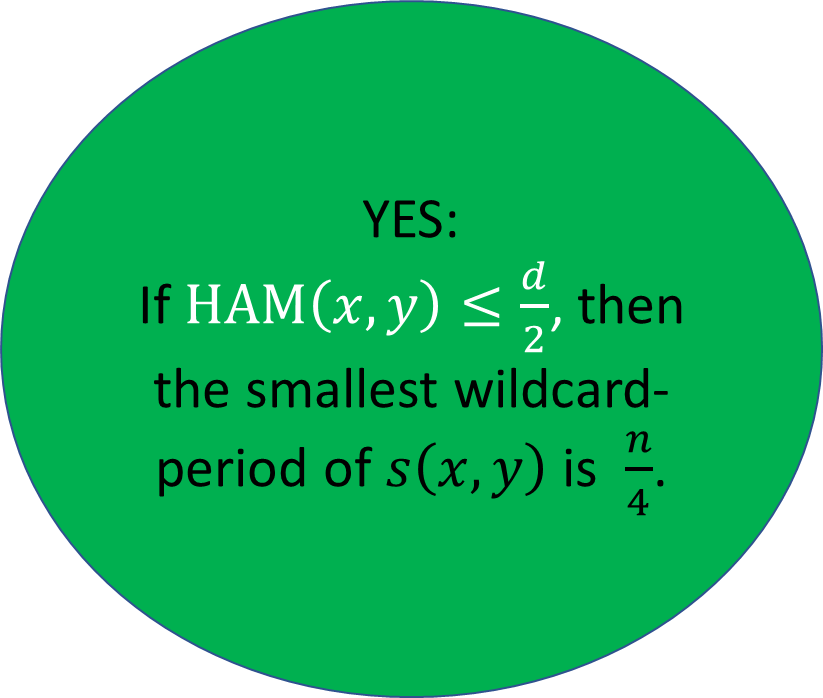 YES:
If HAM(x, y) ≤ d/2, then
the smallest wildcard-
period of s(x, y) is n/4.